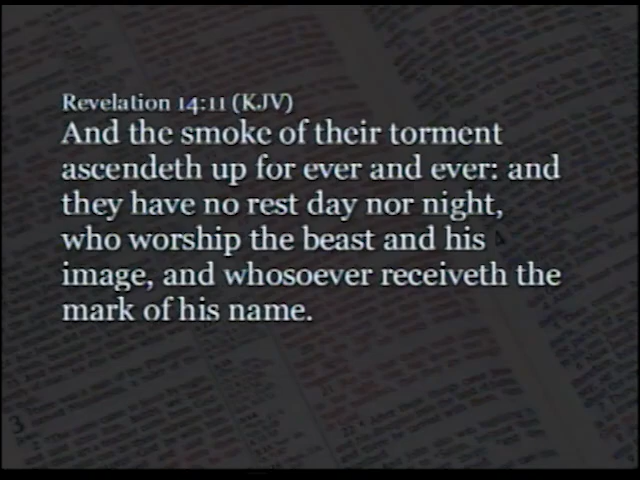 Revelation 14:11 (KJV)
And the smoke of their torment
ascendeth up for ever and ever: and
they have no rest day nor night,
who worship the beast and his
image, and whosoever receiveth the
mark of his name.